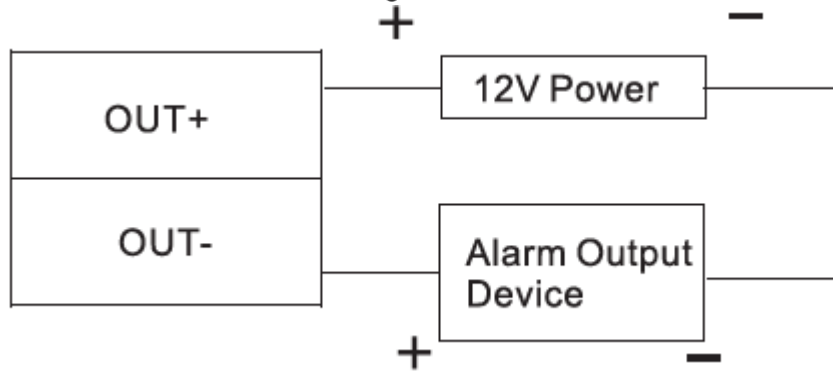 + −
OUT+ 12V Power
OUT- Alarm Output
Device
+ −